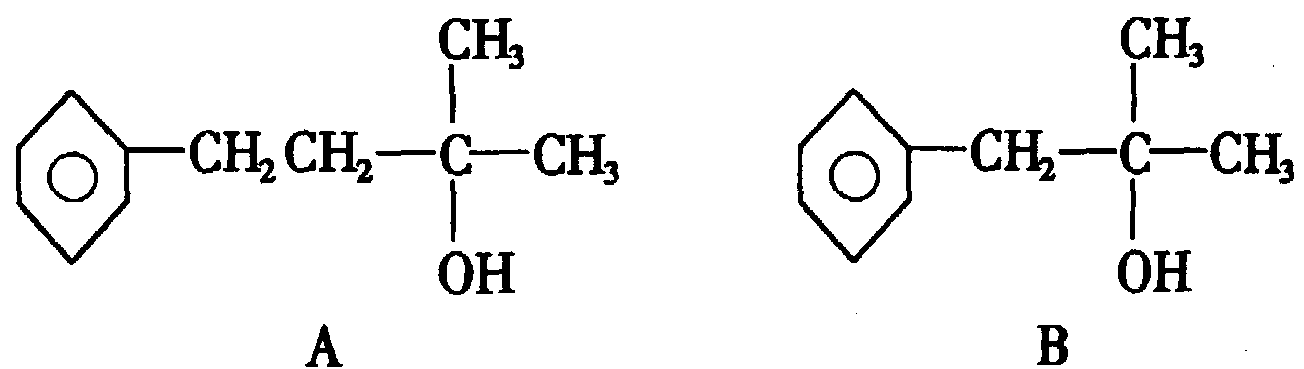 CH₃ CH₃
CH₂CH₂—C—CH₃ CH₂—C—CH₃
OH OH
A B